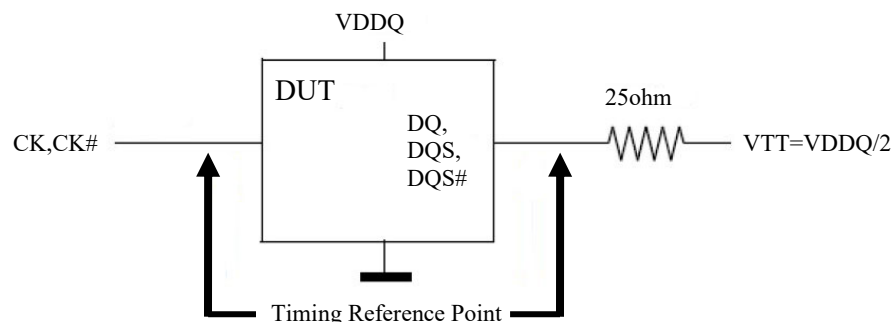 VDDQ
DUT
25ohm
CK,CK#
DQ,
DQS,
DQS#
VTT=VDDQ/2
Timing Reference Point